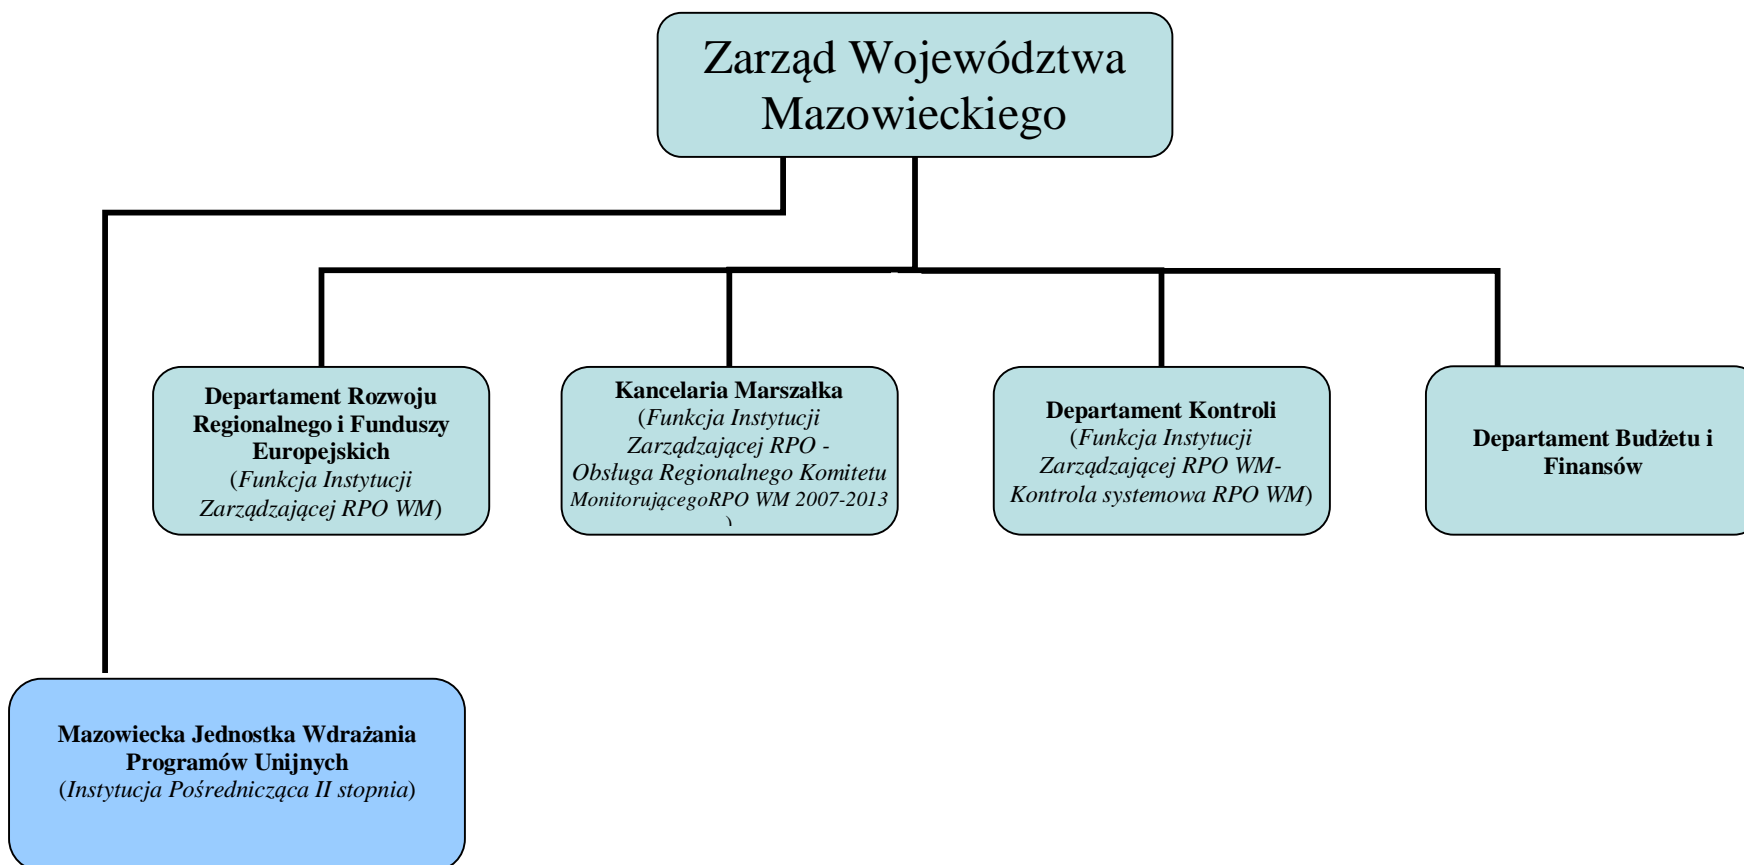 Zarząd Województwa
Mazowieckiego
Departament Rozwoju
Regionalnego i Funduszy
Europejskich
(Funkcja Instytucji
Zarządzającej RPO WM)
Kancelaria Marszałka
(Funkcja Instytucji
Zarządzającej RPO -
Obsługa Regionalnego Komitetu
MonitorującegoRPO WM 2007-2013
)
Departament Kontroli
(Funkcja Instytucji
Zarządzającej RPO WM-
Kontrola systemowa RPO WM)
Departament Budżetu i
Finansów
Mazowiecka Jednostka Wdrażania
Programów Unijnych
(Instytucja Pośrednicząca II stopnia)